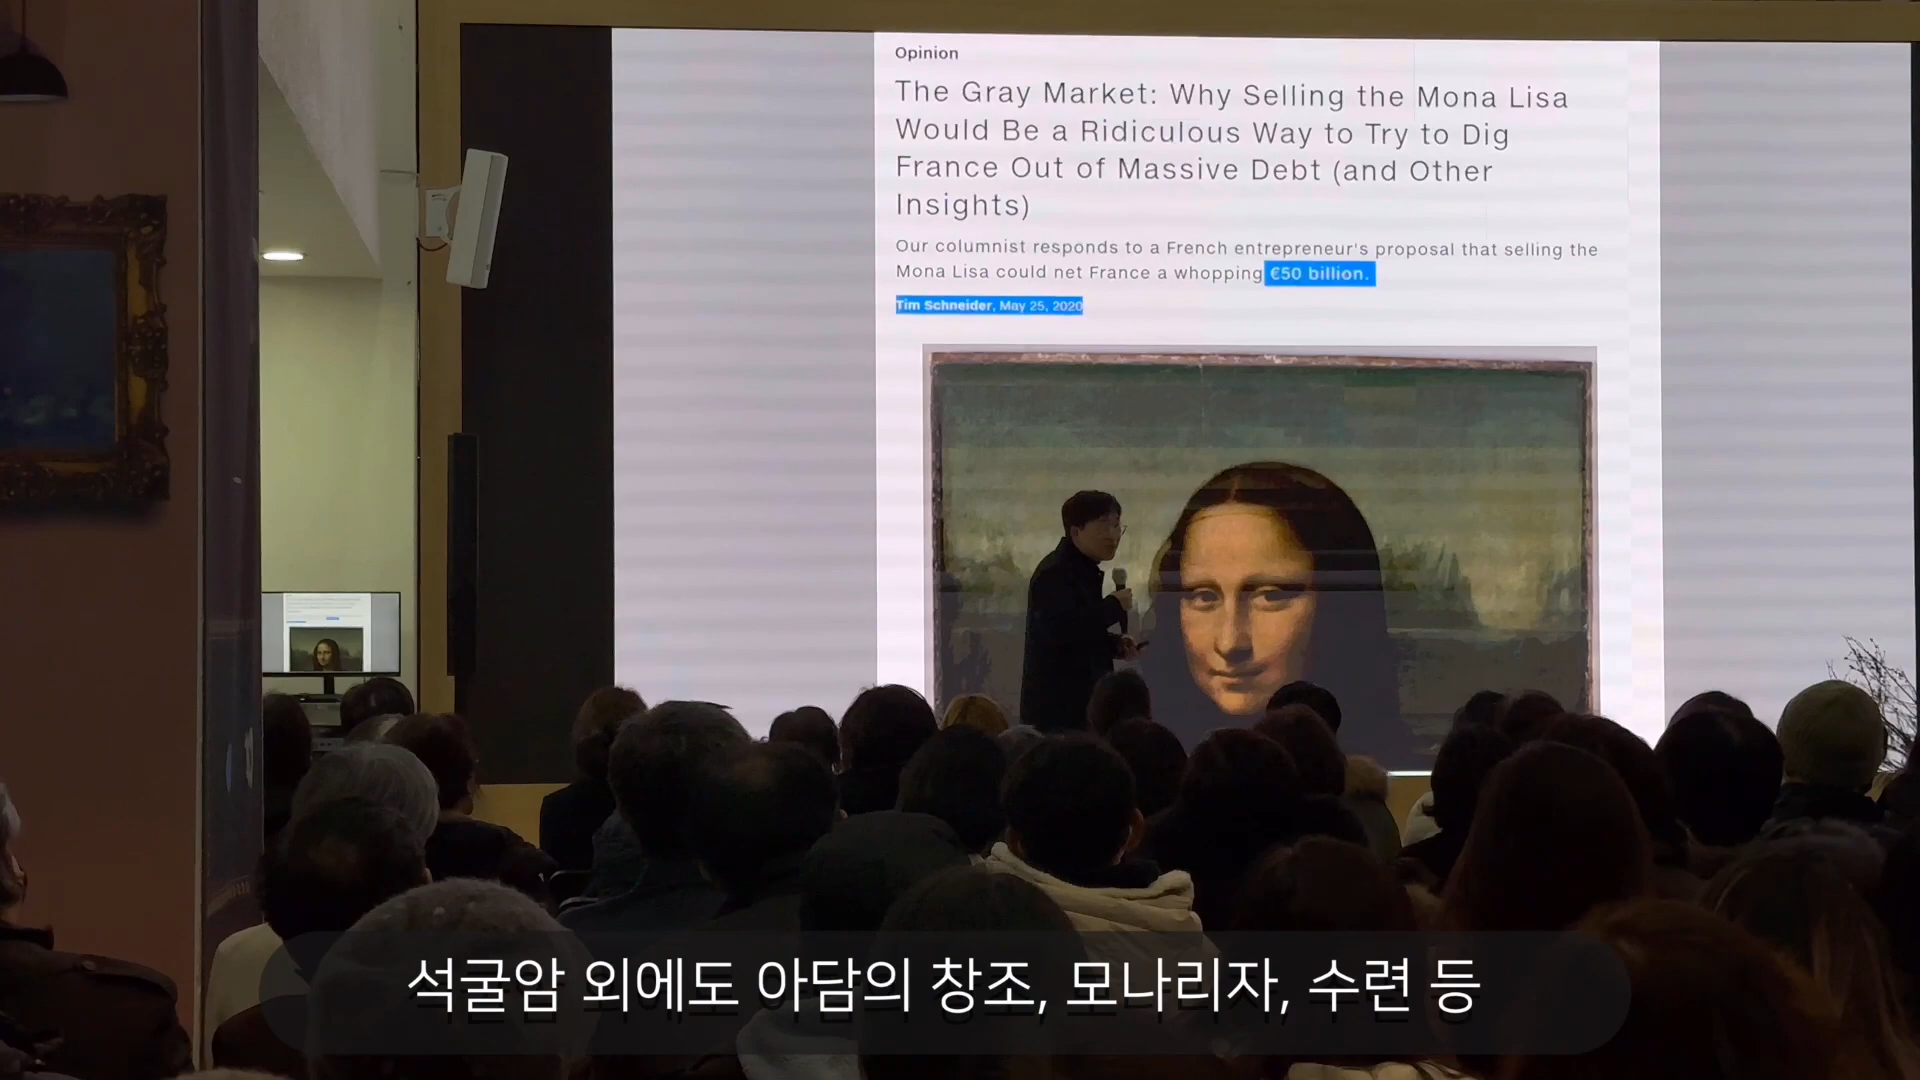 Opinion
The Gray Market: Why Selling the Mona Lisa
Would Be a Ridiculous Way to Try to Dig
France Out of Massive Debt (and Other
Insights)
Our columnist responds to a French entrepreneur's proposal that selling the
Mona Lisa could net France a whopping €50 billion.
Tim Schneider, May 25, 2020
석굴암 외에도 아담의 창조, 모나리자, 수련 등